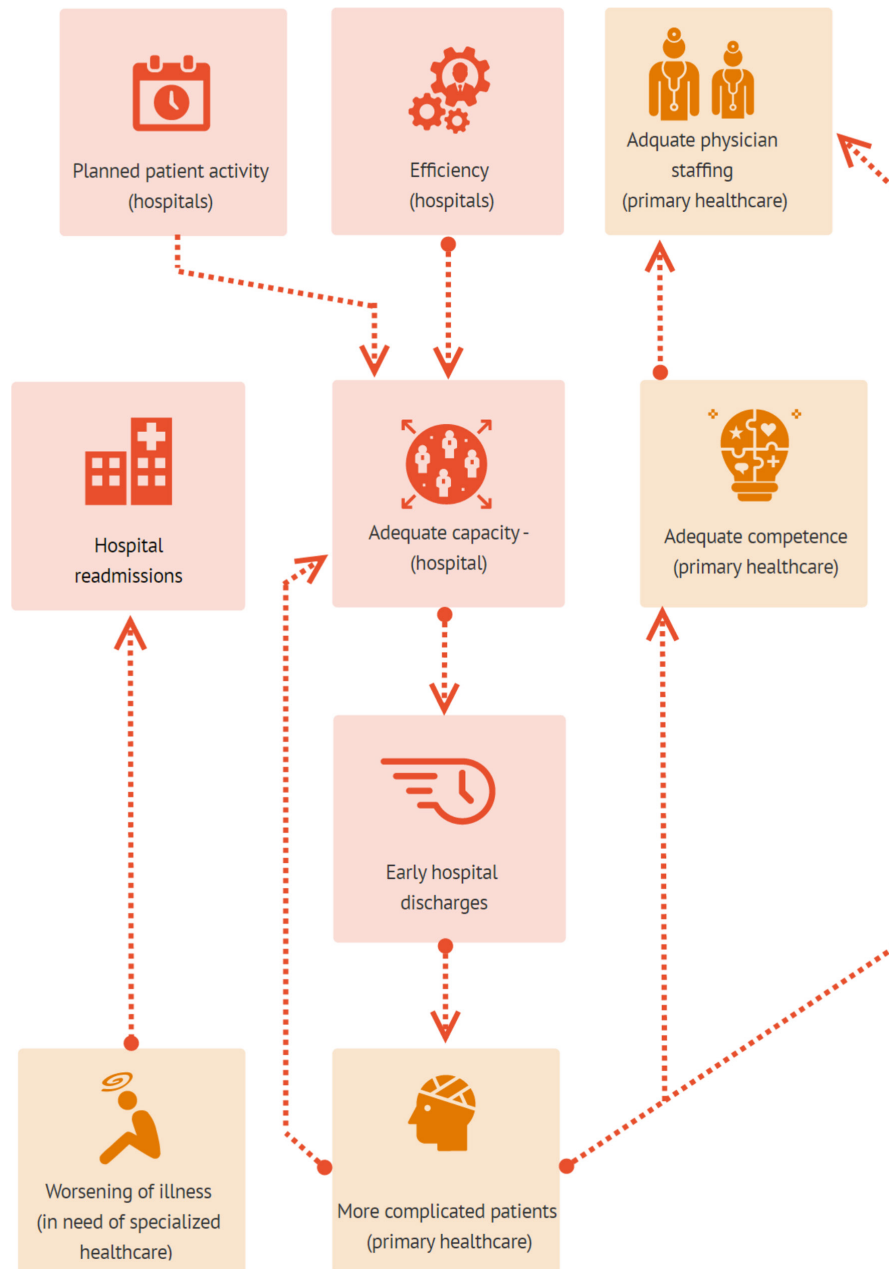 Planned patient activity
(hospitals)
Efficiency
(hospitals)
Adquate physician
staffing
(primary healthcare)
Hospital
readmissions
Adequate capacity -
(hospital)
Adequate competence
(primary healthcare)
Early hospital
discharges
Worsening of illness
(in need of specialized
healthcare)
More complicated patients
(primary healthcare)